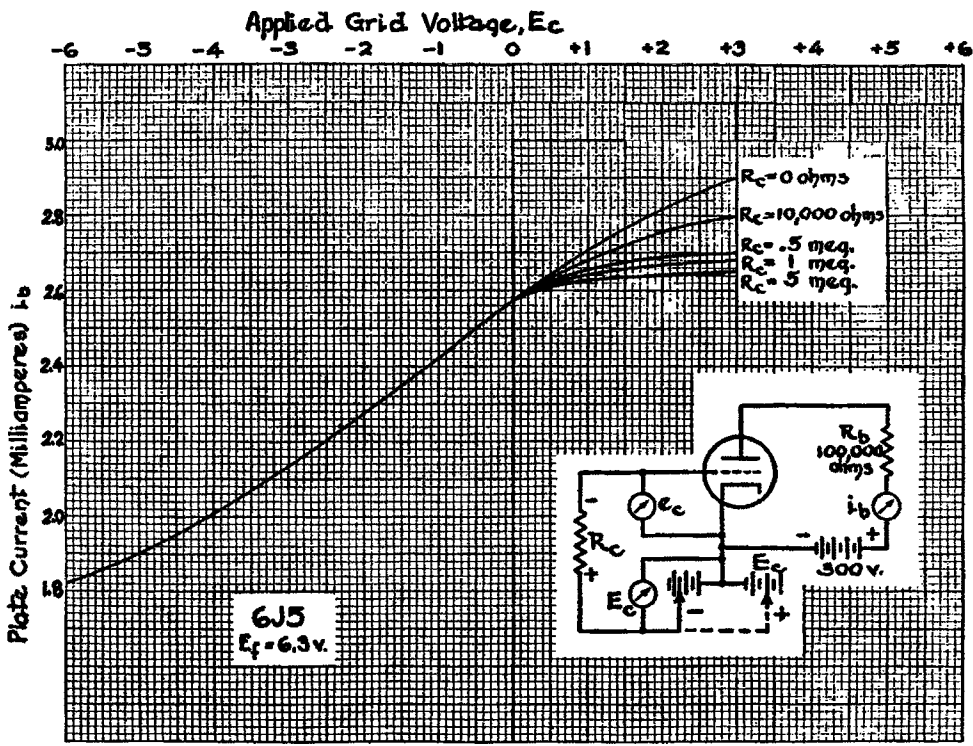 Applied Grid Voltage, Ec
-6 -5 -4 -3 -2 -1 0 +1 +2 +3 +4 +5 +6
Plate Current (Milliamperes) ib
3.0
2.8
2.6
2.4
2.2
2.0
1.8
Rc=0 ohms
Rc=10,000 ohms
Rc=.5 meg.
Rc= 1 meg.
Rc= 5 meg.
6J5
Ef=6.3v.
Rb
100,000
ohms
- ec
ib
Rc
- +
+ Ec
300 v.
Ec
- +